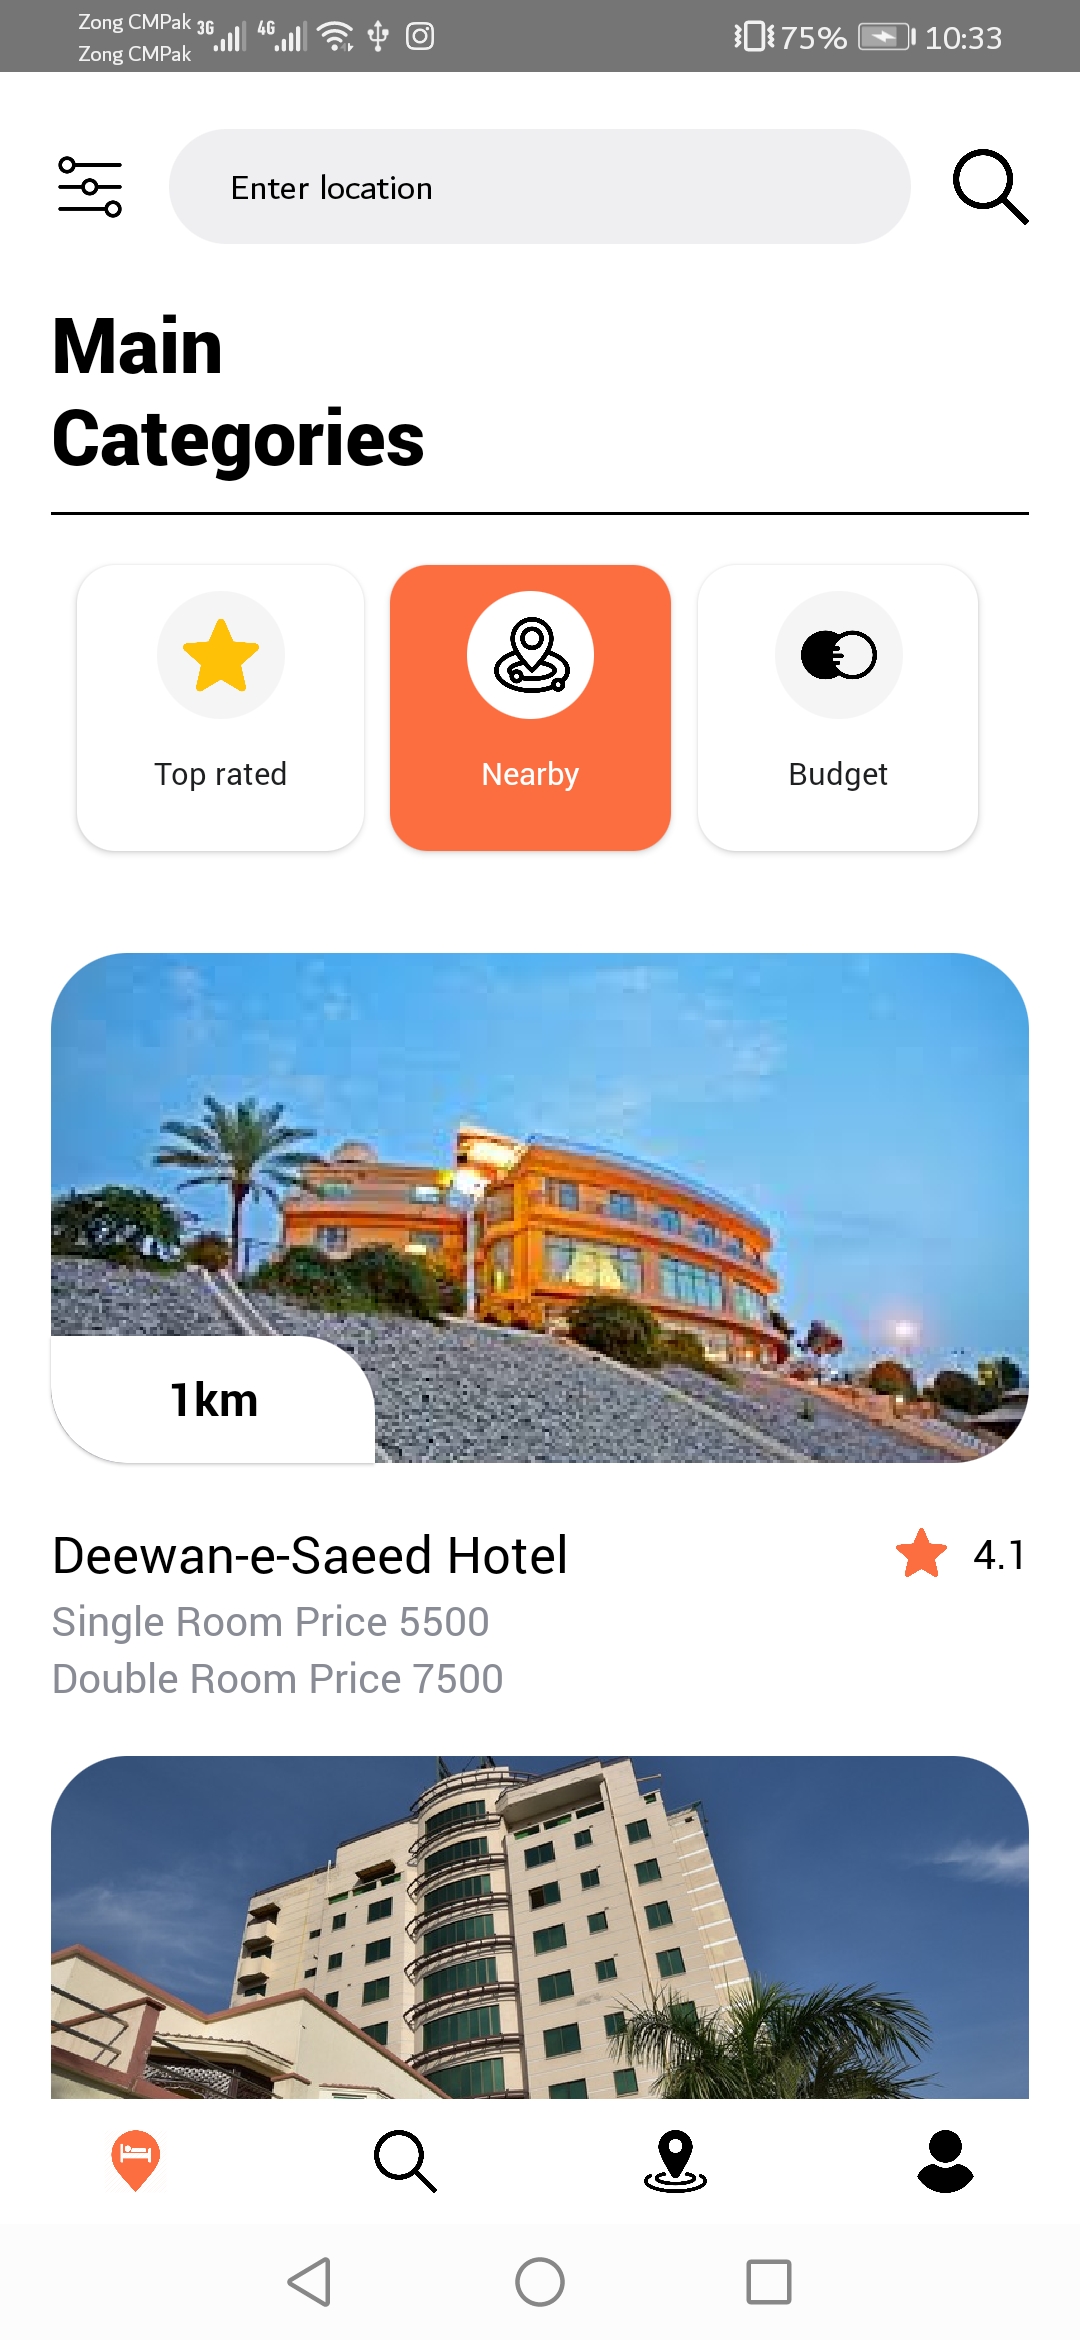 Zong CMPak 3G 4G 75% 10:33
Zong CMPak
Enter location
Main
Categories
Top rated Nearby Budget
1km
Deewan-e-Saeed Hotel 4.1
Single Room Price 5500
Double Room Price 7500